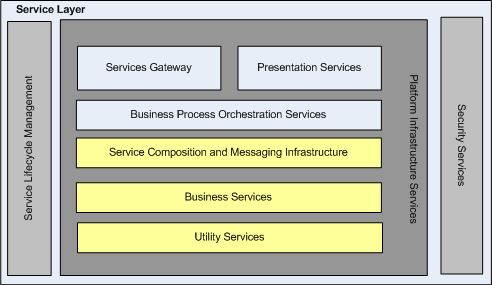 Service Layer
Service Lifecycle Management
Services Gateway
Presentation Services
Business Process Orchestration Services
Service Composition and Messaging Infrastructure
Business Services
Utility Services
Platform Infrastructure Services
Security Services